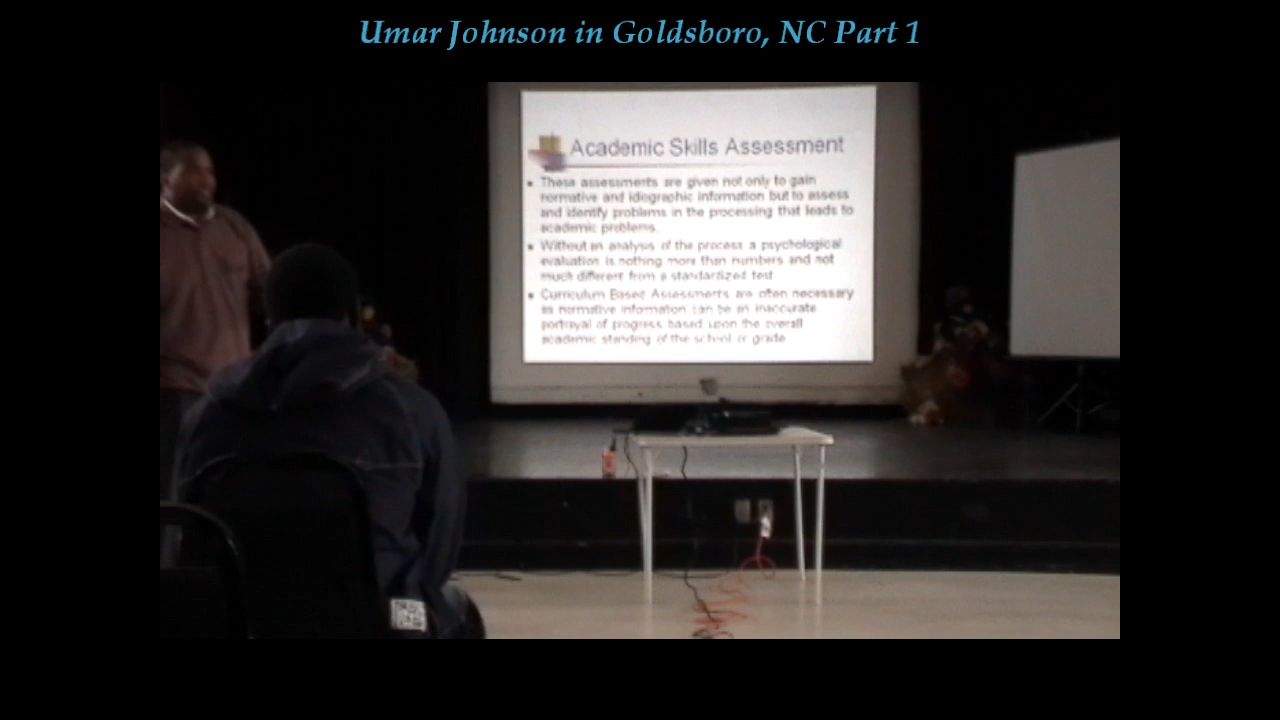 Umar Johnson in Goldsboro, NC Part 1
Academic Skills Assessment
• These assessments are given not only to gain
normative and idiographic information but to assess
and identify problems in the processing that leads to
academic problems.
• Without an analysis of the process a psychological
evaluation is nothing more than numbers and not
much different from a standardized test
• Curriculum Based Assessments are often necessary
as normative information can be an inaccurate
portrayal of progress based upon the overall
academic standing of the school or grade